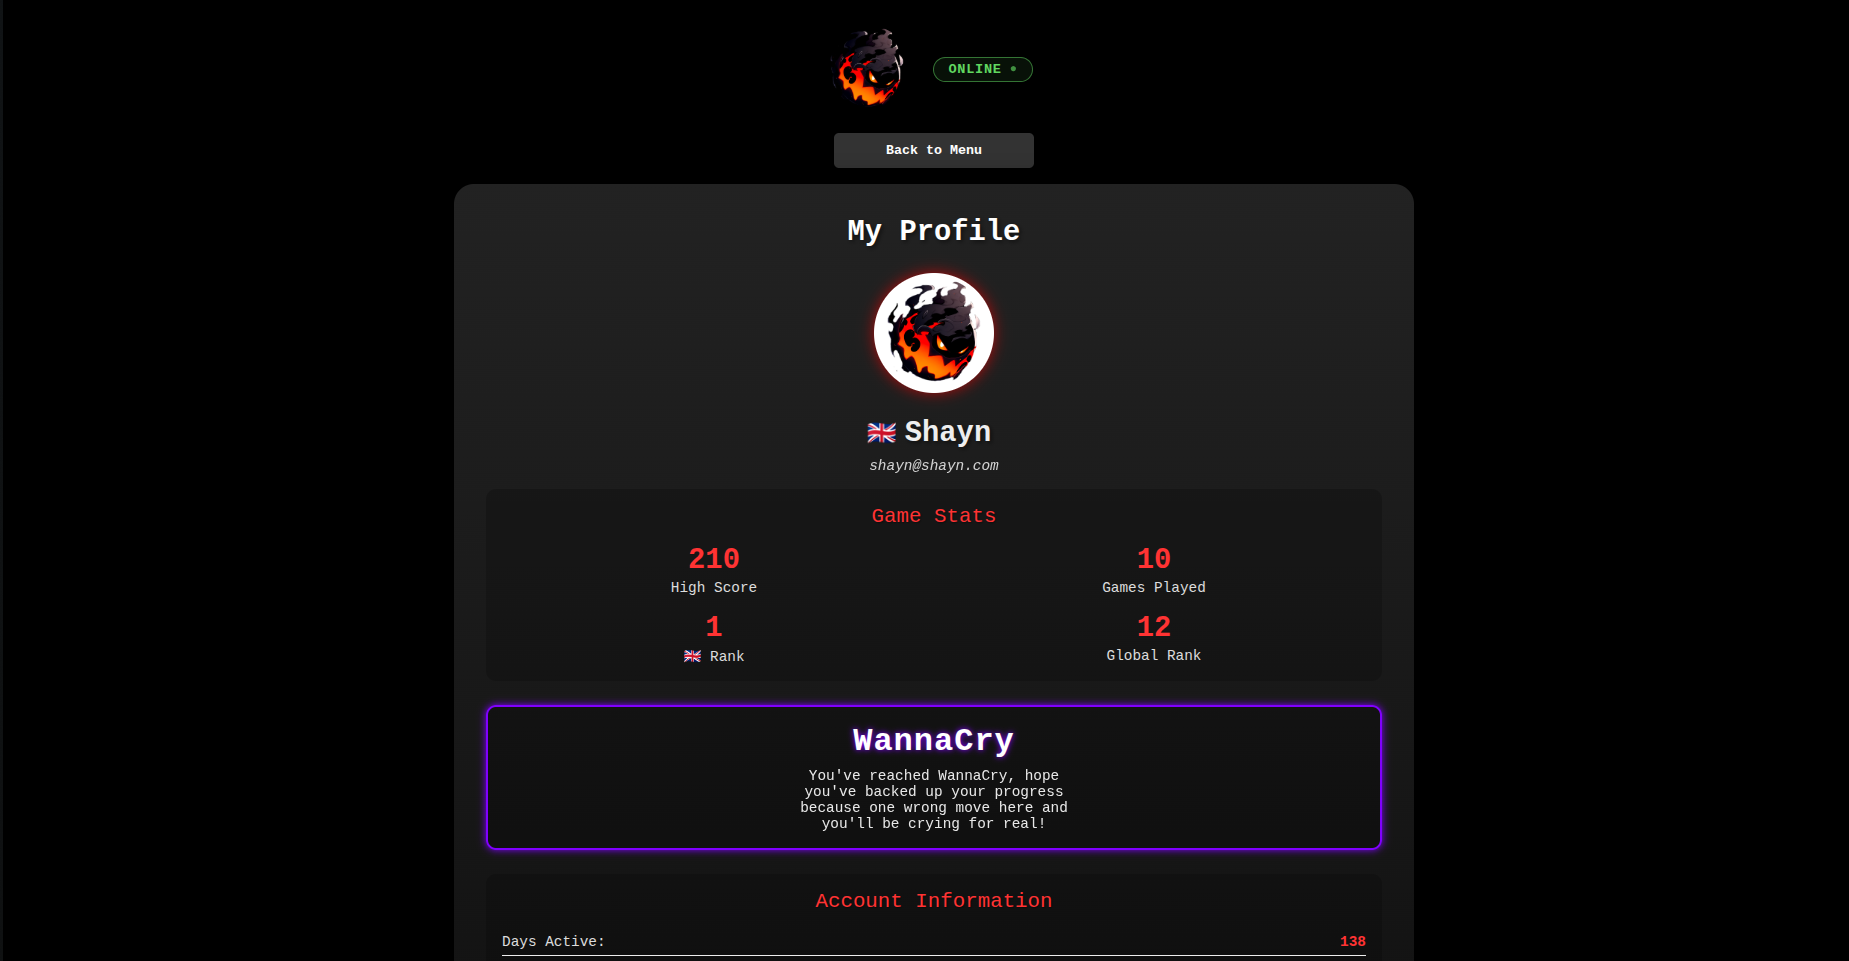 ONLINE
Back to Menu
My Profile
Shayn
shayn@shayn.com
Game Stats
210
High Score
10
Games Played
1
Rank
12
Global Rank
WannaCry
You've reached WannaCry, hope
you've backed up your progress
because one wrong move here and
you'll be crying for real!
Account Information
Days Active: 138